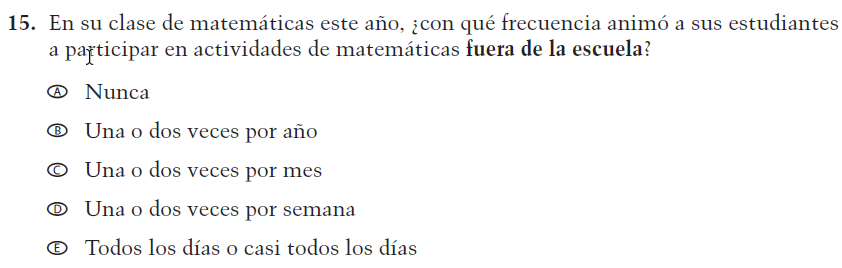 15. En su clase de matemáticas este año, ¿con qué frecuencia animó a sus estudiantes
a participar en actividades de matemáticas fuera de la escuela?
A Nunca
B Una o dos veces por año
C Una o dos veces por mes
D Una o dos veces por semana
E Todos los días o casi todos los días